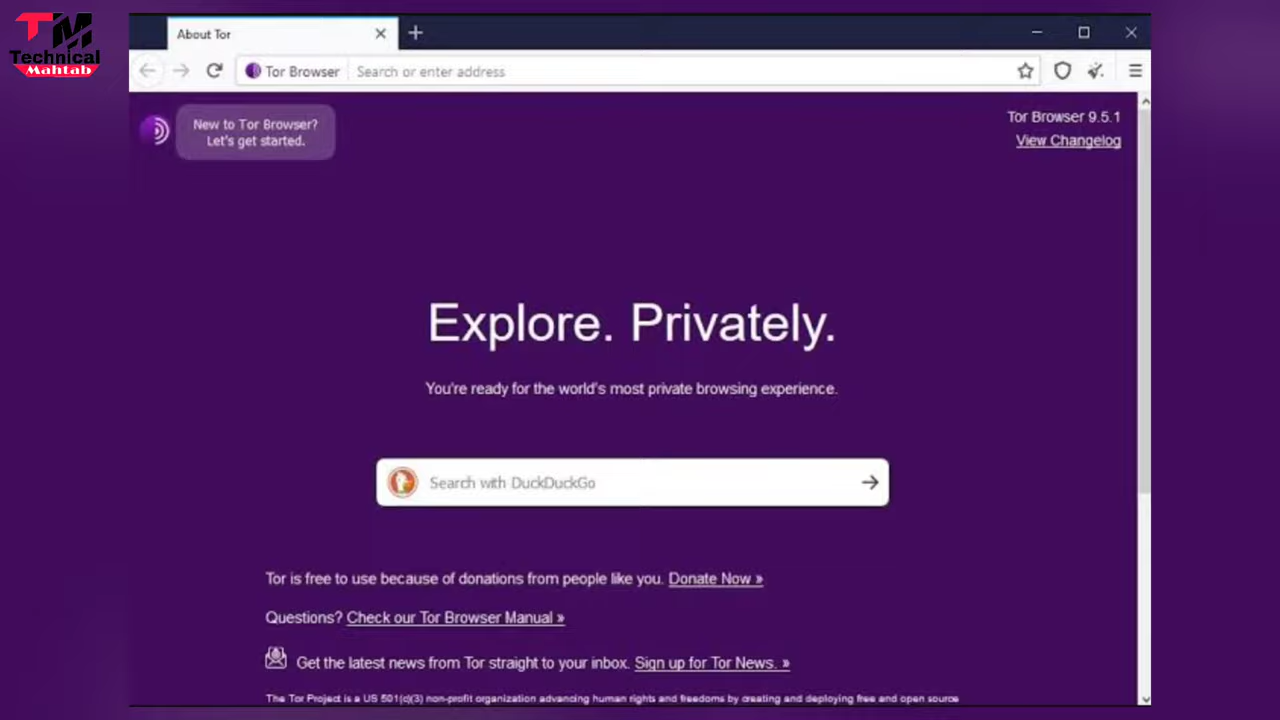 TM
Technical
Mahtab
About Tor
Tor Browser
Search or enter address
New to Tor Browser?
Let's get started.
Tor Browser 9.5.1
View Changelog
Explore. Privately.
You're ready for the world's most private browsing experience.
Search with DuckDuckGo
Tor is free to use because of donations from people like you. Donate Now »
Questions? Check our Tor Browser Manual »
Get the latest news from Tor straight to your inbox. Sign up for Tor News. »
The Tor Project is a US 501(c)(3) non-profit organization advancing human rights and freedoms by creating and deploying free and open source